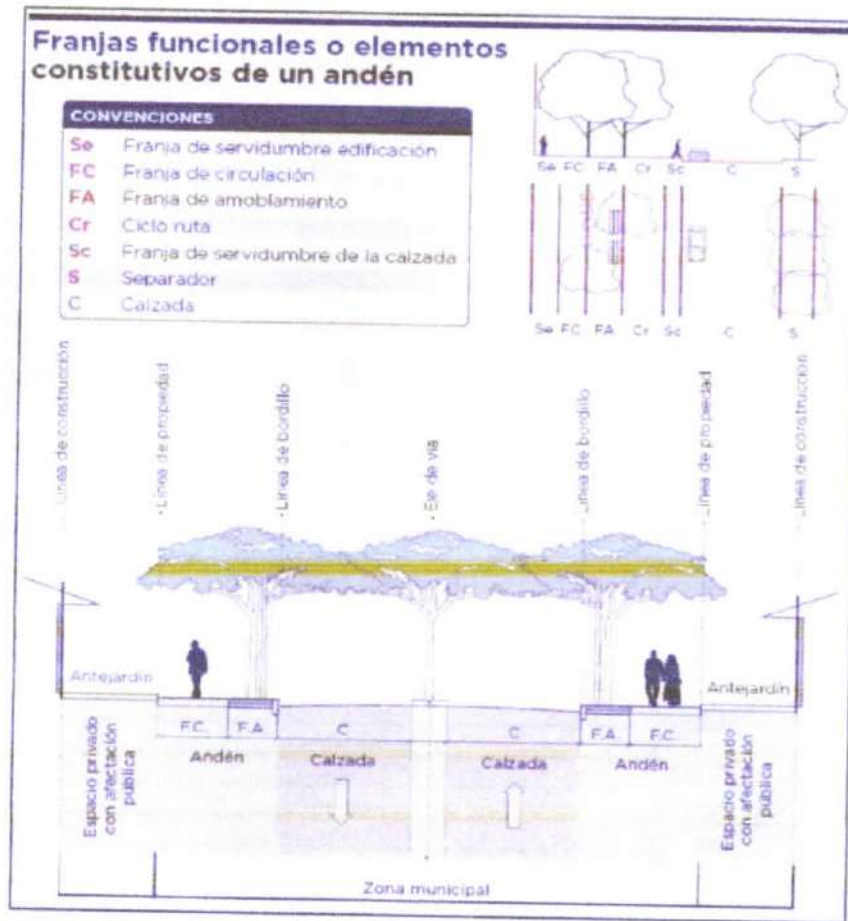 Franjas funcionales o elementos
constitutivos de un andén
CONVENCIONES
Se Franja de servidumbre edificación
FC Franja de circulación
FA Franja de amoblamiento
Cr Ciclo ruta
Sc Franja de servidumbre de la calzada
S Separador
C Calzada
Se FC FA Cr Sc C S
Se FC FA Cr Sc C S
Línea de construcción
Línea de propiedad
Línea de bordillo
Eje de vía
Línea de bordillo
Línea de propiedad
Línea de construcción
Antejardín
Antejardín
F.C. F.A. C C F.A. F.C.
Andén Calzada Calzada Andén
Espacio privado
con afectación
pública
Espacio privado
con afectación
pública
Zona municipal